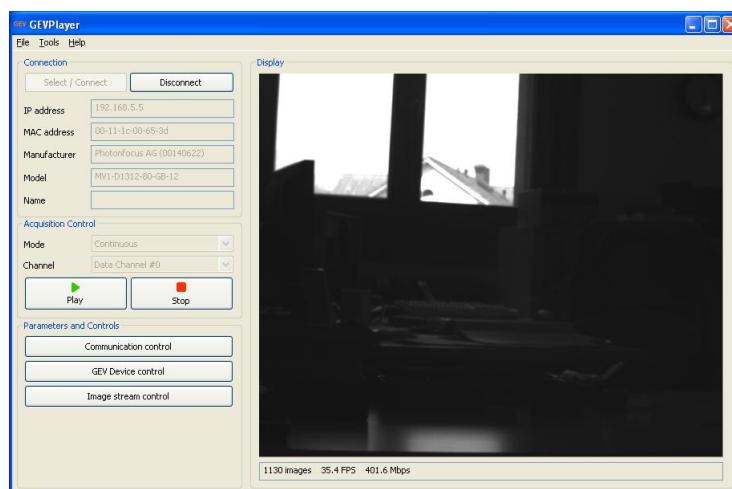 GEV GEVPlayer
File Tools Help
Connection
Select / Connect
Disconnect
IP address
192.168.5.5
MAC address
00-11-1c-00-65-3d
Manufacturer
Photonfocus AG (00140622)
Model
MV1-D1312-80-GB-12
Name
Acquisition Control
Mode
Continuous
Channel
Data Channel #0
Play
Stop
Parameters and Controls
Communication control
GEV Device control
Image stream control
Display
1130 images 35.4 FPS 401.6 Mbps